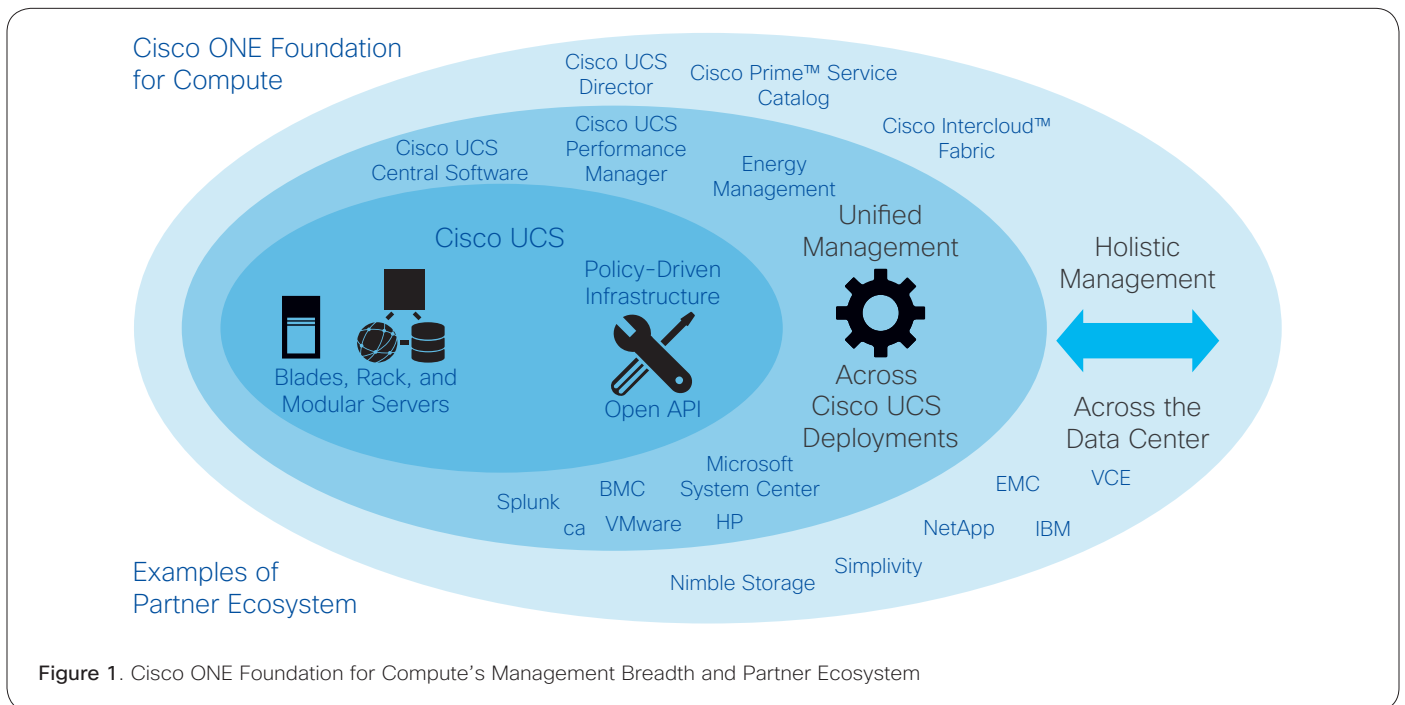 Cisco ONE Foundation
for Compute
Cisco UCS
Director
Cisco Prime™ Service
Catalog
Cisco Intercloud™
Fabric
Cisco UCS
Central Software
Cisco UCS
Performance
Manager
Energy
Management
Cisco UCS
Policy-Driven
Infrastructure
Blades, Rack, and
Modular Servers
Open API
Unified
Management
Across
Cisco UCS
Deployments
Holistic
Management
Across the
Data Center
Splunk
BMC
Microsoft
System Center
ca
VMware
HP
EMC
VCE
NetApp
IBM
Simplivity
Nimble Storage
Examples of
Partner Ecosystem
Figure 1. Cisco ONE Foundation for Compute's Management Breadth and Partner Ecosystem